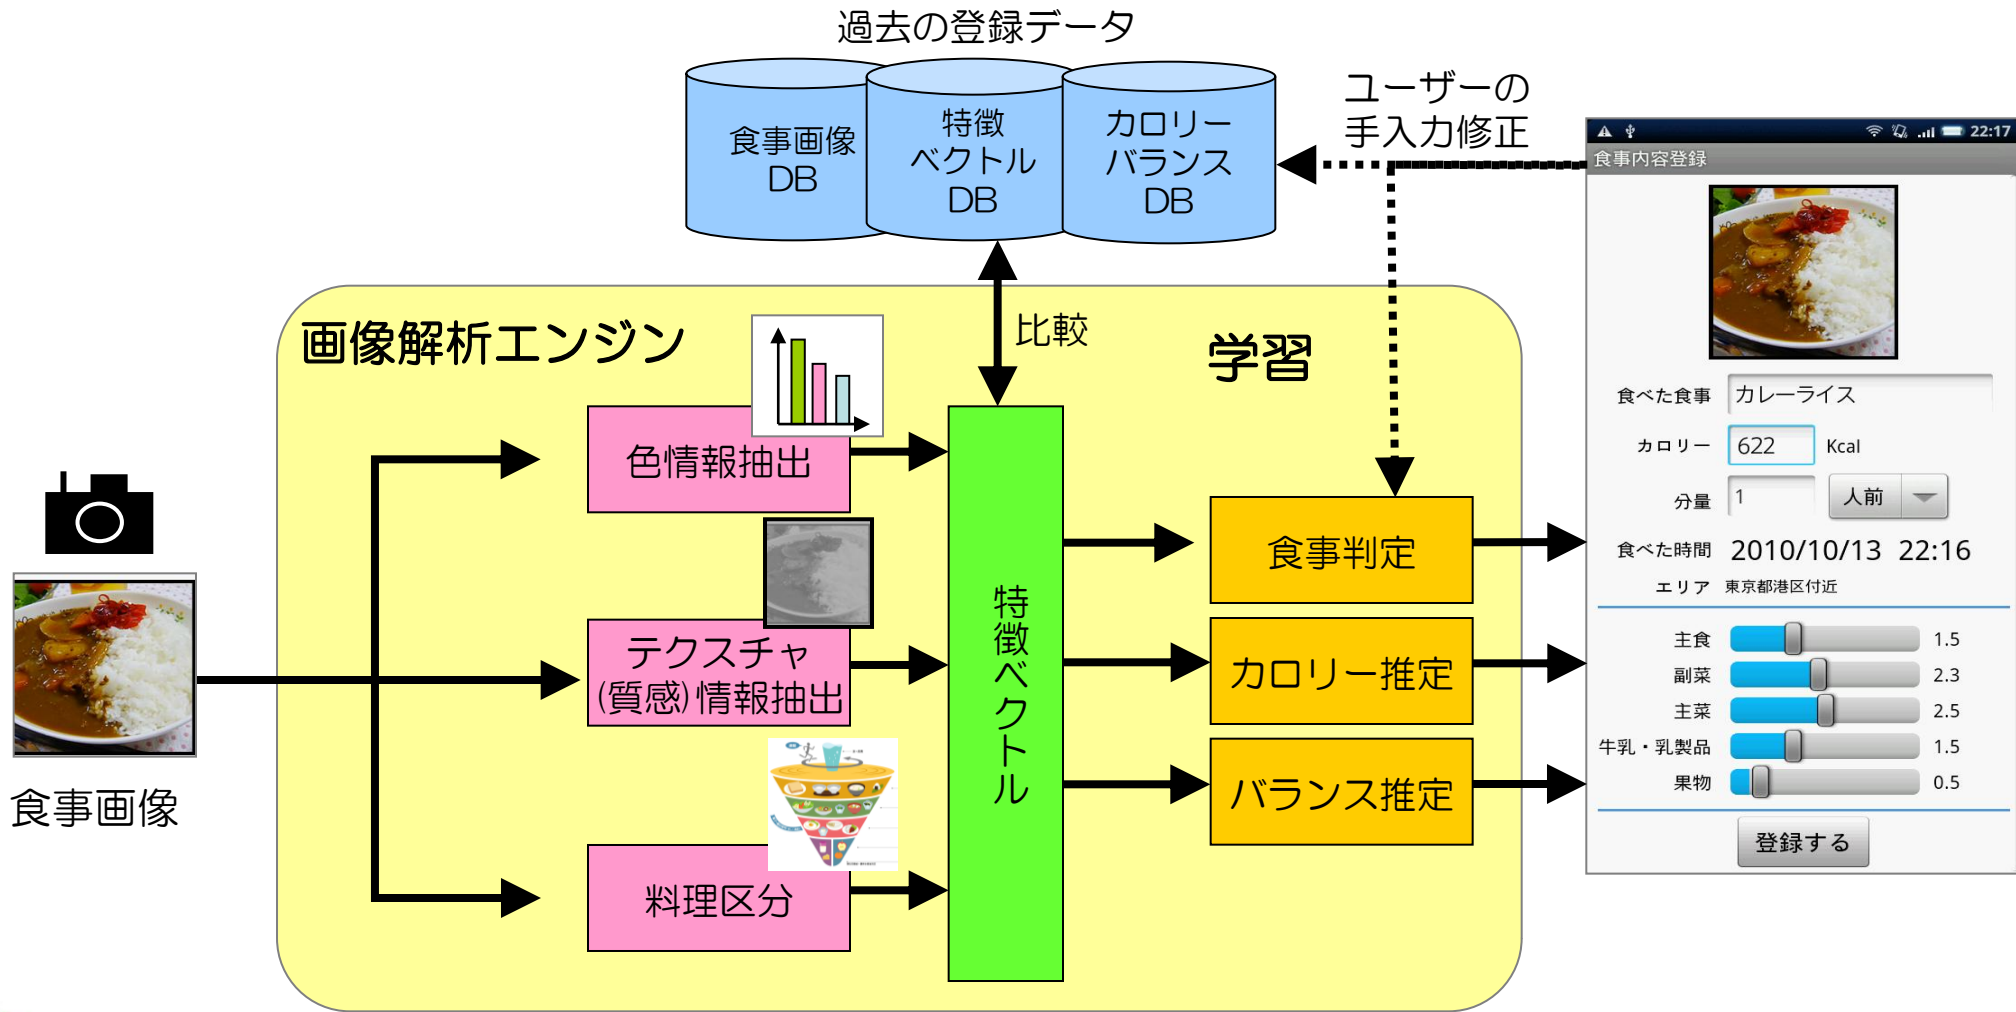 過去の登録データ
食事画像
DB
特徴
ベクトル
DB
カロリー
バランス
DB
ユーザーの
手入力修正
画像解析エンジン
比較
学習
色情報抽出
テクスチャ
(質感)情報抽出
料理区分
特徴ベクトル
食事判定
カロリー推定
バランス推定
食事画像
22:17
食事内容登録
食べた食事 カレーライス
カロリー 622 Kcal
分量 1 人前
食べた時間 2010/10/13 22:16
エリア 東京都港区付近
主食 1.5
副菜 2.3
主菜 2.5
牛乳・乳製品 1.5
果物 0.5
登録する